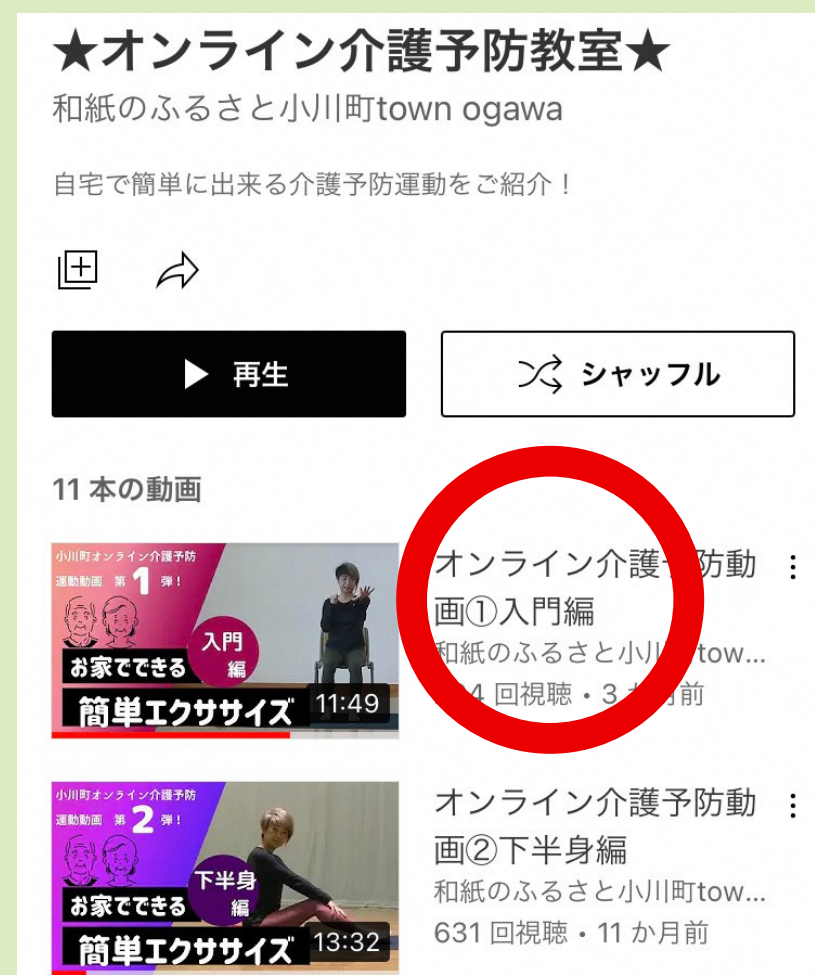 ★オンライン介護予防教室★
和紙のふるさと小川町town ogawa
自宅で簡単に出来る介護予防運動をご紹介！
再生
シャッフル
11 本の動画
小川町オンライン介護予防
運動動画 第1弾！
入門
編
お家でできる
簡単エクササイズ
11:49
オンライン介護予防動
画①入門編
和紙のふるさと小川町tow...
4 回視聴・3 か月前
小川町オンライン介護予防
運動動画 第2弾！
下半身
編
お家でできる
簡単エクササイズ
13:32
オンライン介護予防動
画②下半身編
和紙のふるさと小川町tow...
631 回視聴・11 か月前